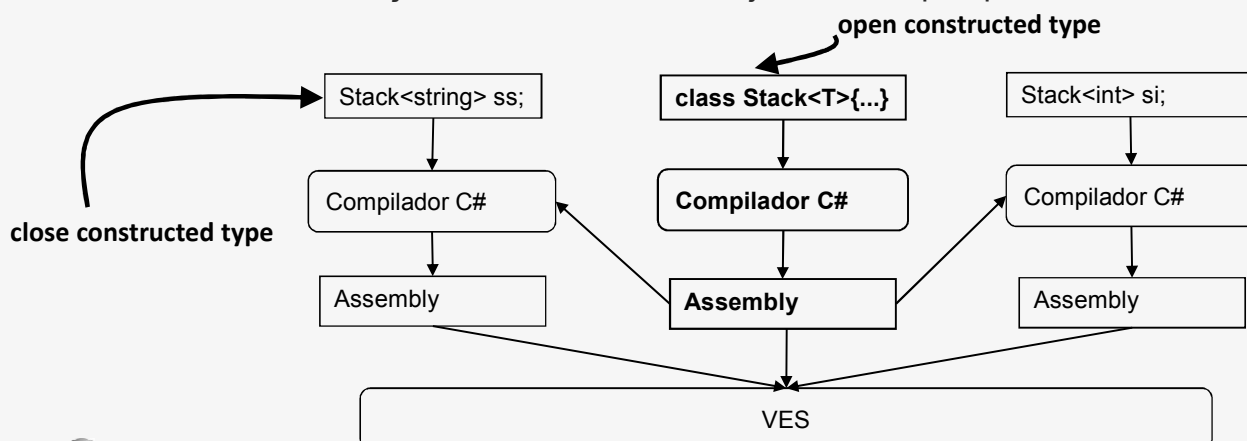 open constructed type
Stack<string> ss;
class Stack<T>{...}
Stack<int> si;
Compilador C#
Compilador C#
Compilador C#
close constructed type
Assembly
Assembly
Assembly
VES